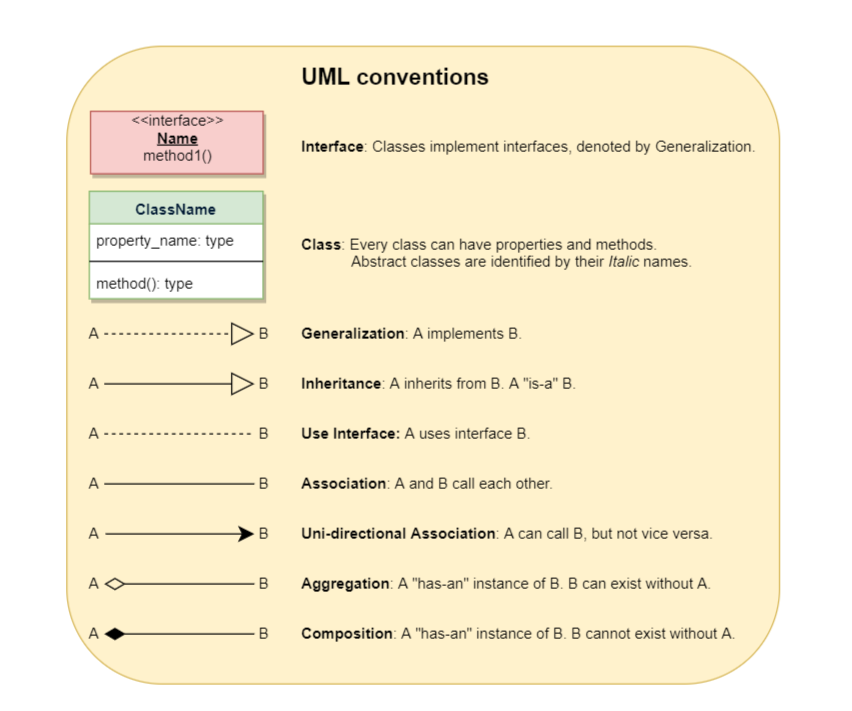 UML conventions
<<interface>>
Name
method1()
Interface: Classes implement interfaces, denoted by Generalization.
ClassName
property_name: type
method(): type
Class: Every class can have properties and methods.
Abstract classes are identified by their Italic names.
A B Generalization: A implements B.
A B Inheritance: A inherits from B. A "is-a" B.
A B Use Interface: A uses interface B.
A B Association: A and B call each other.
A B Uni-directional Association: A can call B, but not vice versa.
A B Aggregation: A "has-an" instance of B. B can exist without A.
A B Composition: A "has-an" instance of B. B cannot exist without A.